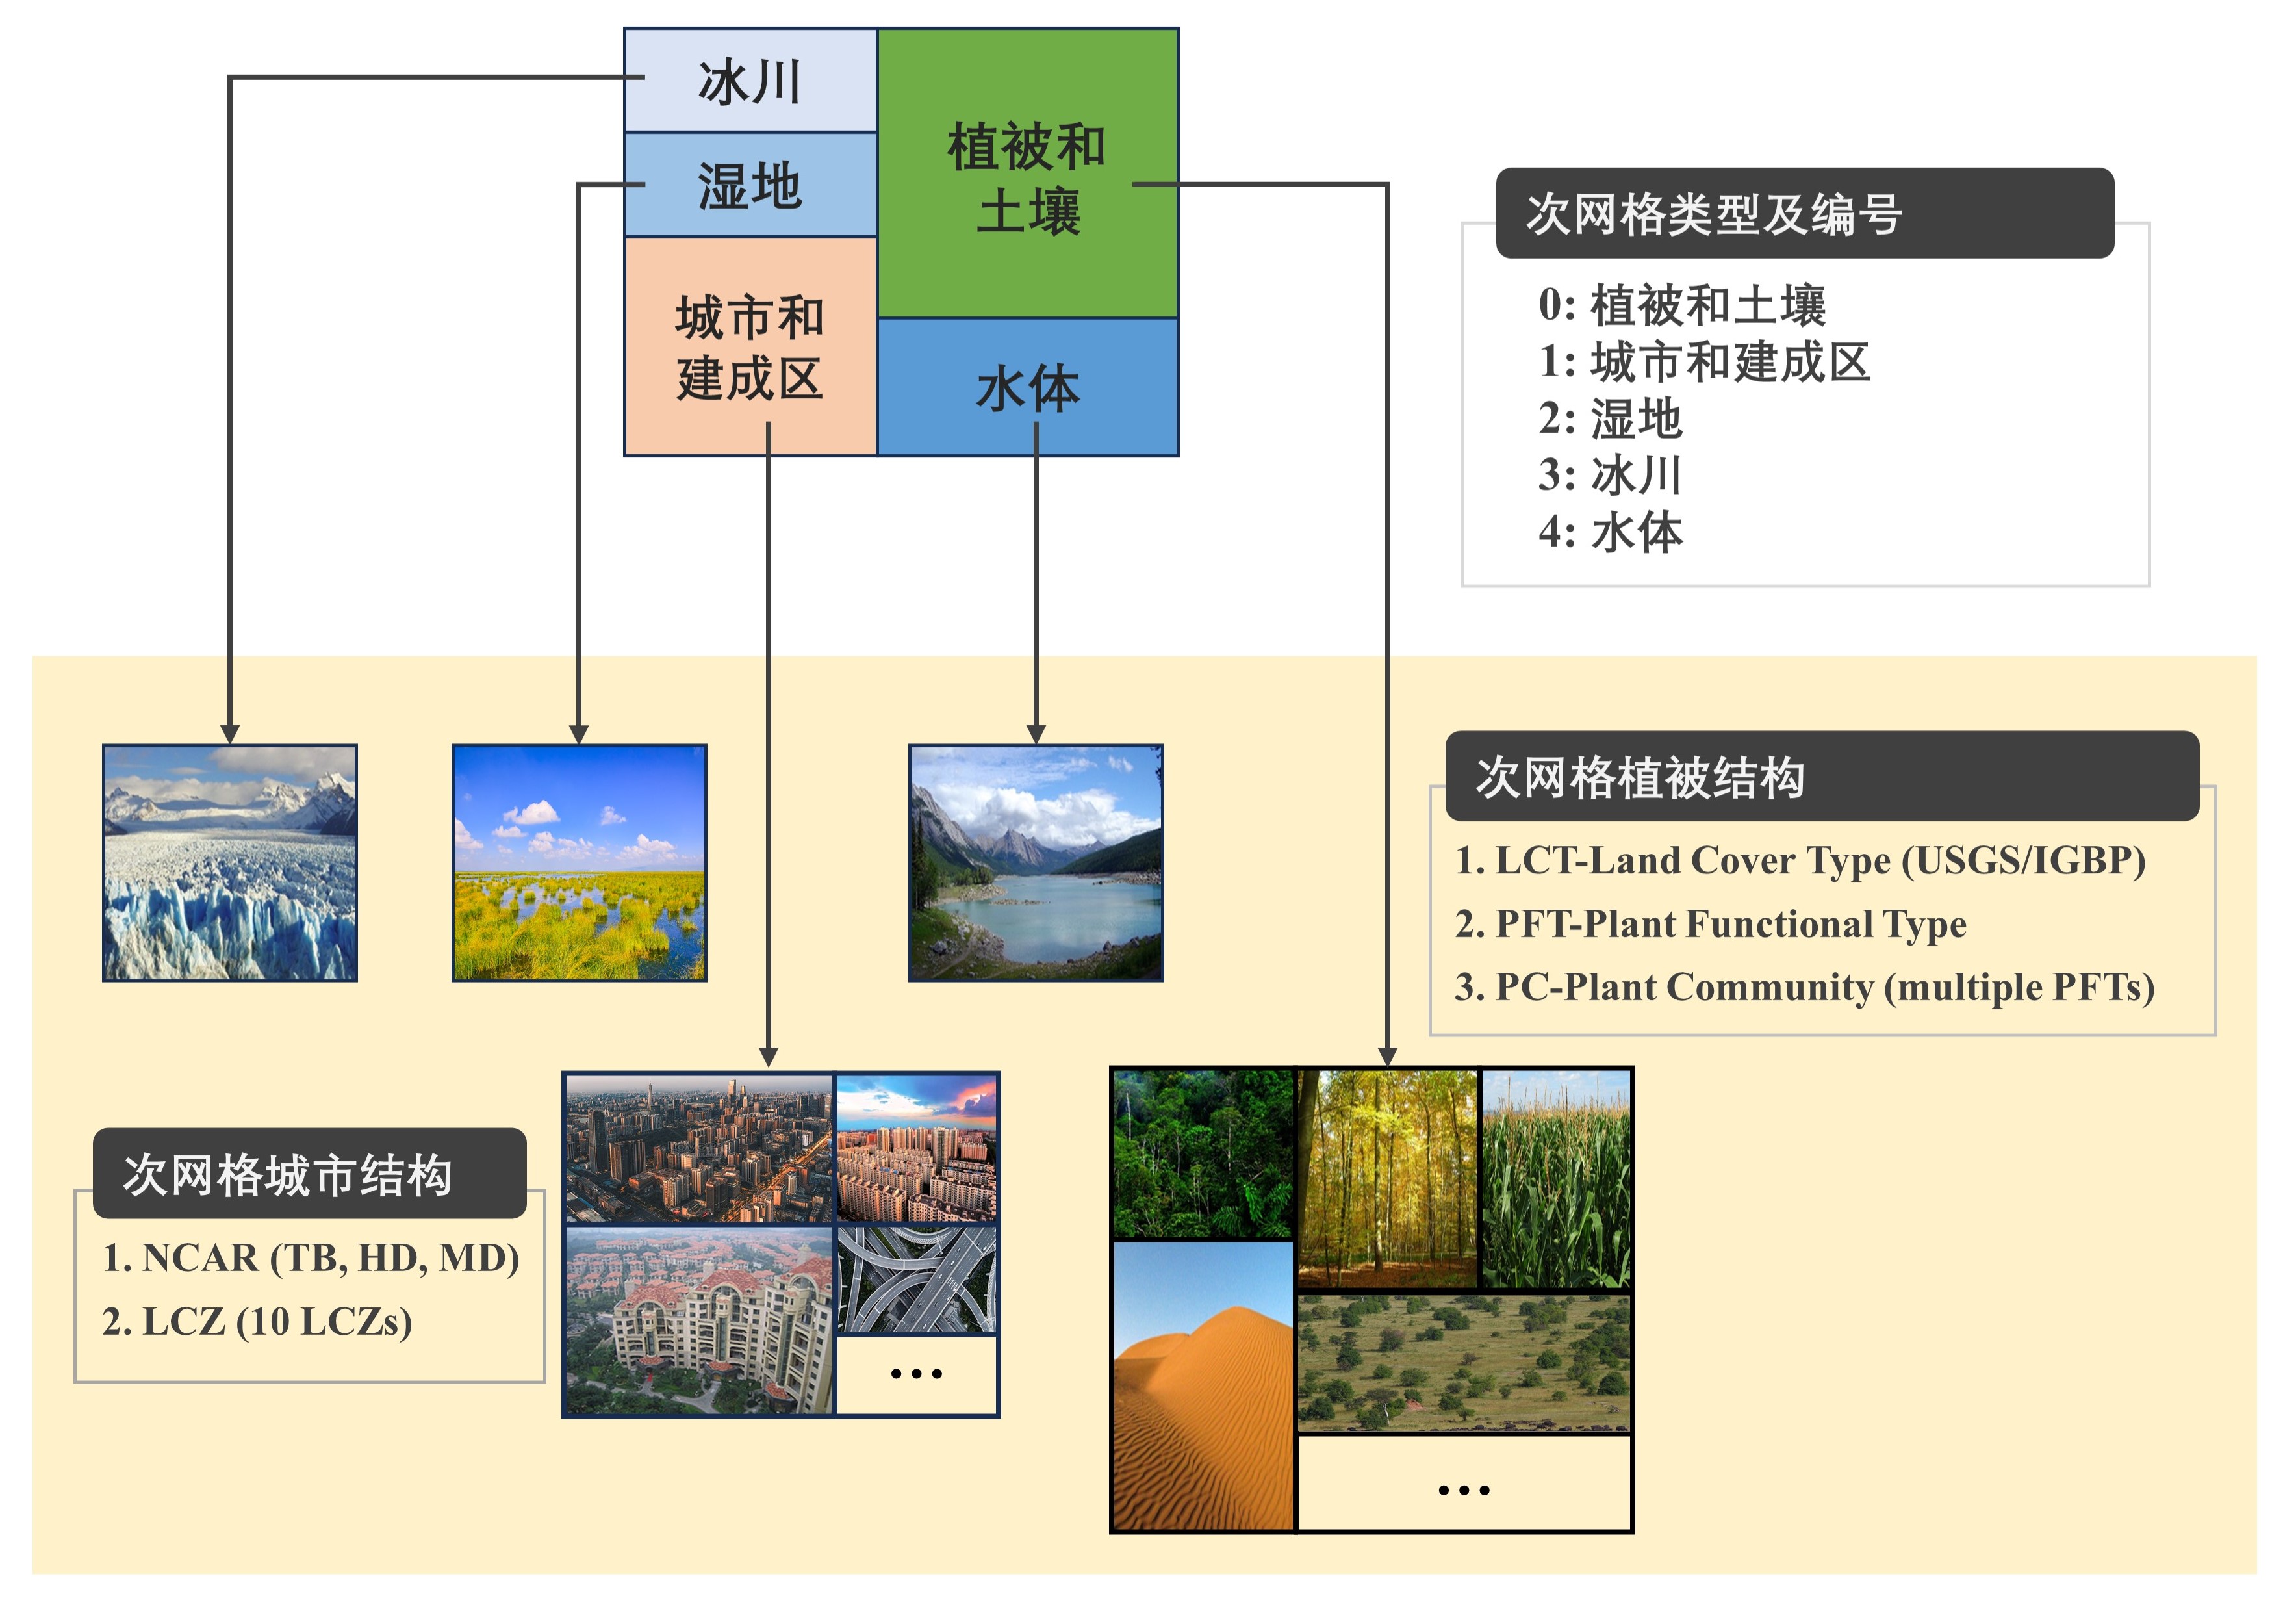 冰川
湿地
城市和
建成区
植被和
土壤
水体
次网格类型及编号
0: 植被和土壤
1: 城市和建成区
2: 湿地
3: 冰川
4: 水体
次网格植被结构
1. LCT-Land Cover Type (USGS/IGBP)
2. PFT-Plant Functional Type
3. PC-Plant Community (multiple PFTs)
次网格城市结构
1. NCAR (TB, HD, MD)
2. LCZ (10 LCZs)
...
...